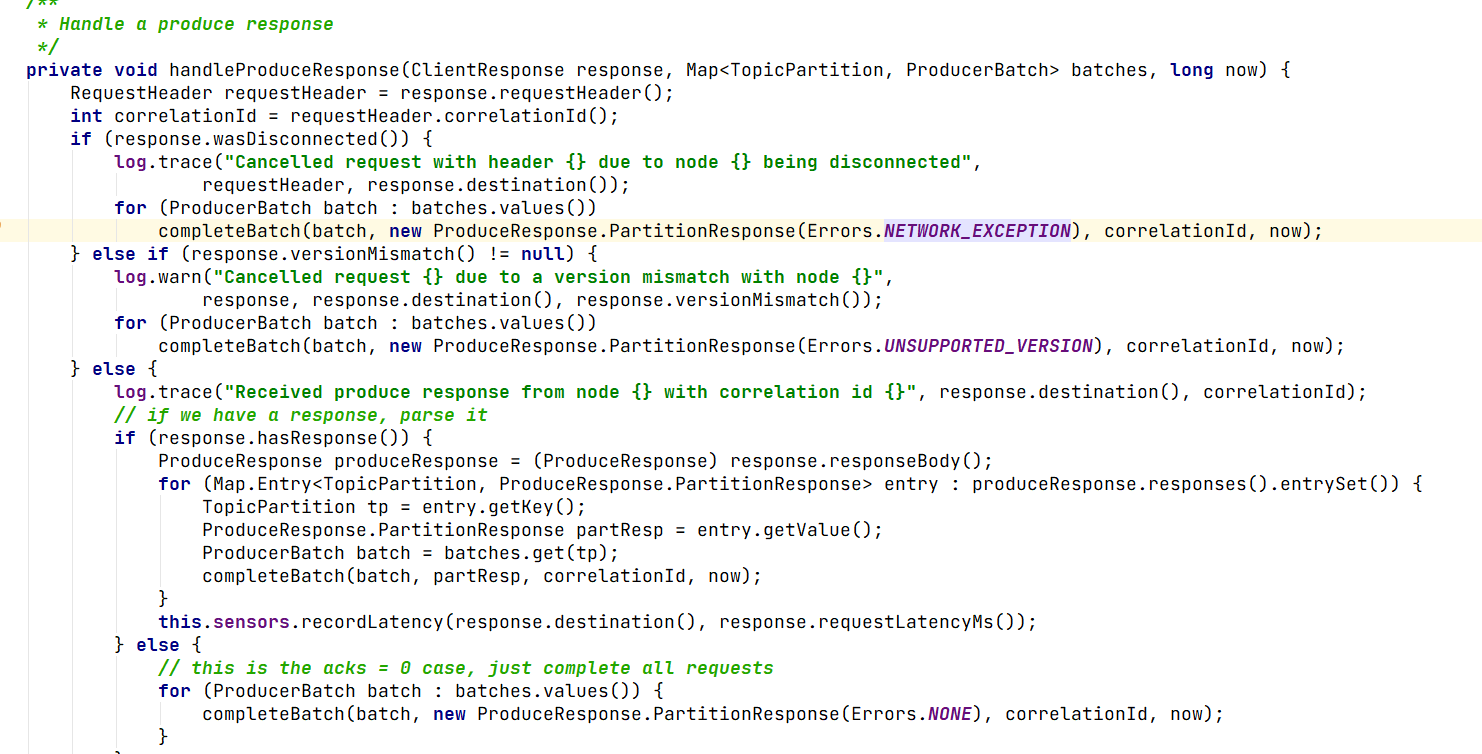 /**
 * Handle a produce response
 */
private void handleProduceResponse(ClientResponse response, Map<TopicPartition, ProducerBatch> batches, long now) {
    RequestHeader requestHeader = response.requestHeader();
    int correlationId = requestHeader.correlationId();
    if (response.wasDisconnected()) {
        log.trace("Cancelled request with header {} due to node {} being disconnected",
                requestHeader, response.destination());
        for (ProducerBatch batch : batches.values())
            completeBatch(batch, new ProduceResponse.PartitionResponse(Errors.NETWORK_EXCEPTION), correlationId, now);
    } else if (response.versionMismatch() != null) {
        log.warn("Cancelled request {} due to a version mismatch with node {}",
                response, response.destination(), response.versionMismatch());
        for (ProducerBatch batch : batches.values())
            completeBatch(batch, new ProduceResponse.PartitionResponse(Errors.UNSUPPORTED_VERSION), correlationId, now);
    } else {
        log.trace("Received produce response from node {} with correlation id {}", response.destination(), correlationId);
        // if we have a response, parse it
        if (response.hasResponse()) {
            ProduceResponse produceResponse = (ProduceResponse) response.responseBody();
            for (Map.Entry<TopicPartition, ProduceResponse.PartitionResponse> entry : produceResponse.responses().entrySet()) {
                TopicPartition tp = entry.getKey();
                ProduceResponse.PartitionResponse partResp = entry.getValue();
                ProducerBatch batch = batches.get(tp);
                completeBatch(batch, partResp, correlationId, now);
            }
            this.sensors.recordLatency(response.destination(), response.requestLatencyMs());
        } else {
            // this is the acks = 0 case, just complete all requests
            for (ProducerBatch batch : batches.values()) {
                completeBatch(batch, new ProduceResponse.PartitionResponse(Errors.NONE), correlationId, now);
            }